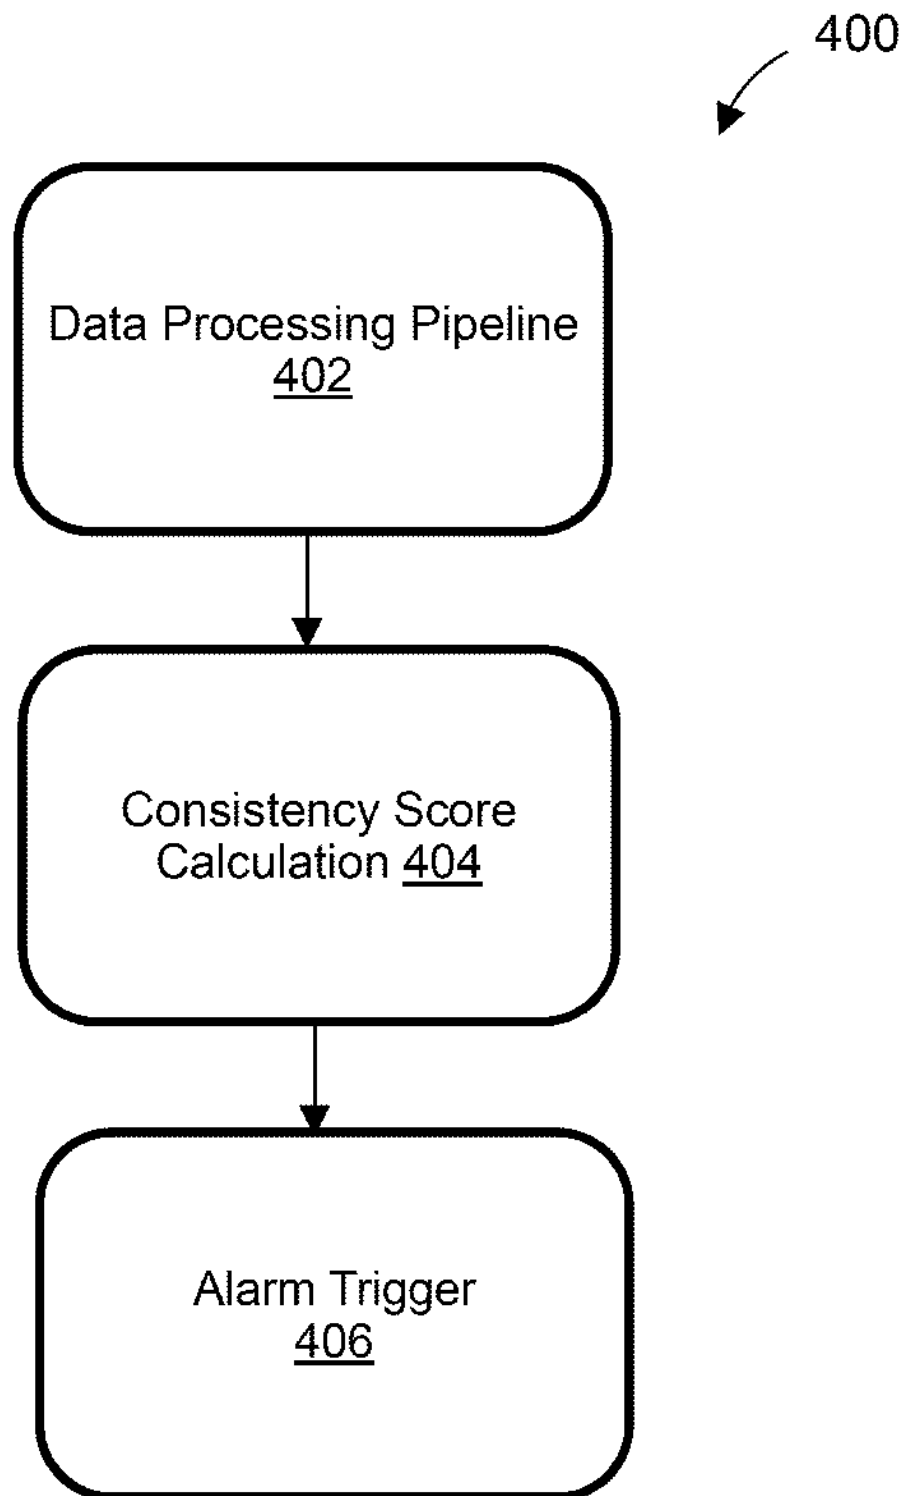 400
Data Processing Pipeline
402
Consistency Score
Calculation 404
Alarm Trigger
406